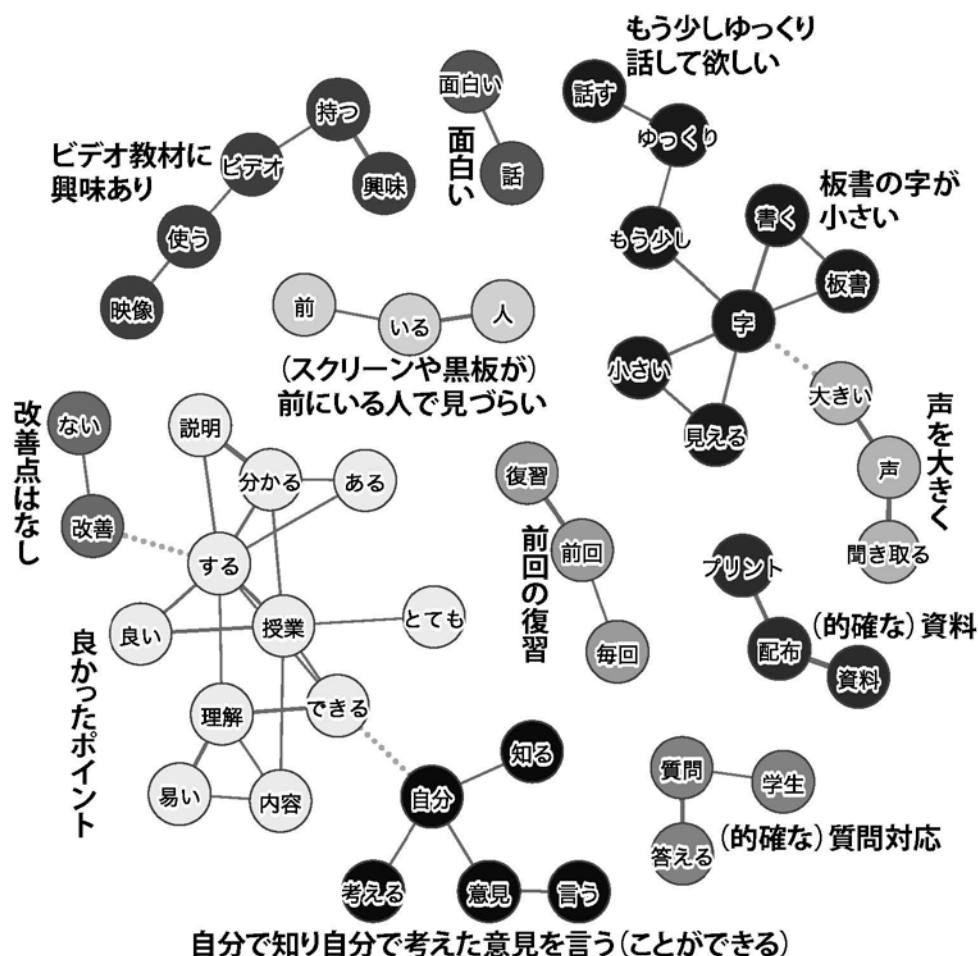 もう少しゆっくり
話して欲しい
話す
ゆっくり
もう少し
面白い
話
面白い
持つ
ビデオ
興味
使う
映像
ビデオ教材に
興味あり
板書の字が
小さい
書く
板書
字
小さい
見える
前
いる
人
(スクリーンや黒板が)
前にいる人で見づらい
大きい
声
聞き取る
声を大きく
改善点はなし
ない
改善
説明
分かる
ある
する
良い
授業
とても
理解
できる
易い
内容
良かったポイント
復習
前回
毎回
前回の復習
プリント
配布
資料
(的確な)資料
知る
自分
考える
意見
言う
自分で知り自分で考えた意見を言う(ことができる)
質問
学生
答える
(的確な)質問対応